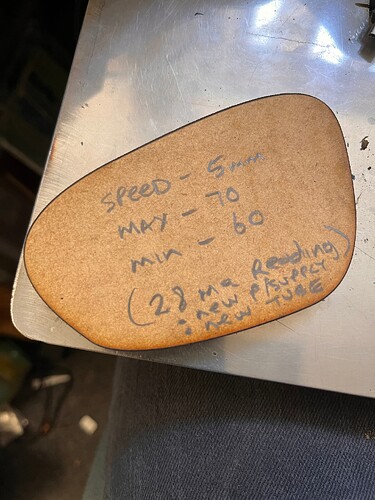 SPEED - 5mm
MAX - 70
MIN - 60
(28 ma Reading)
: new P/SUPPLY
: new TUBE